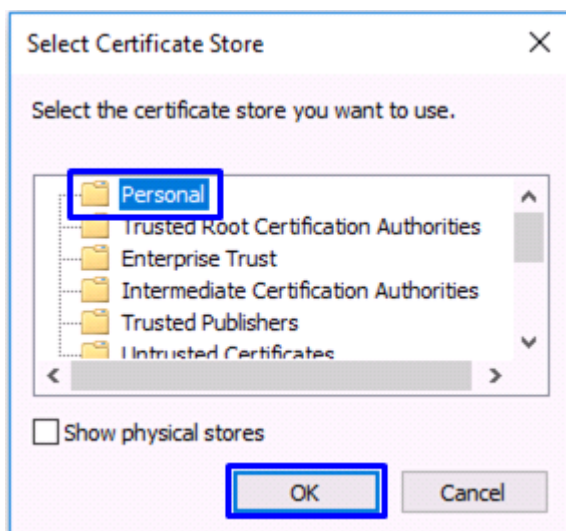 Select Certificate Store
Select the certificate store you want to use.
Personal
Trusted Root Certification Authorities
Enterprise Trust
Intermediate Certification Authorities
Trusted Publishers
Untrusted Certificates
Show physical stores
OK Cancel